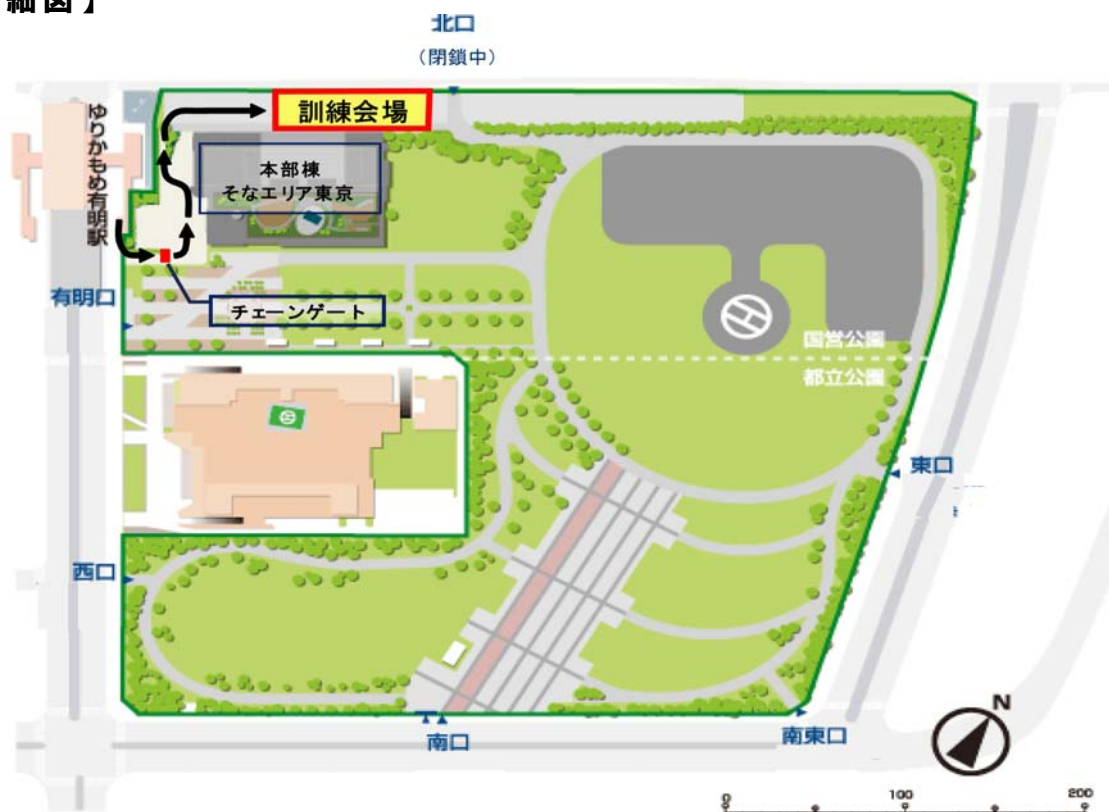 細図】
北口
（閉鎖中）
訓練会場
ゆりかもめ有明駅
本部棟
そなエリア東京
有明口
チェーンゲート
国営公園
都立公園
東口
西口
南口
南東口
N
0 100 200